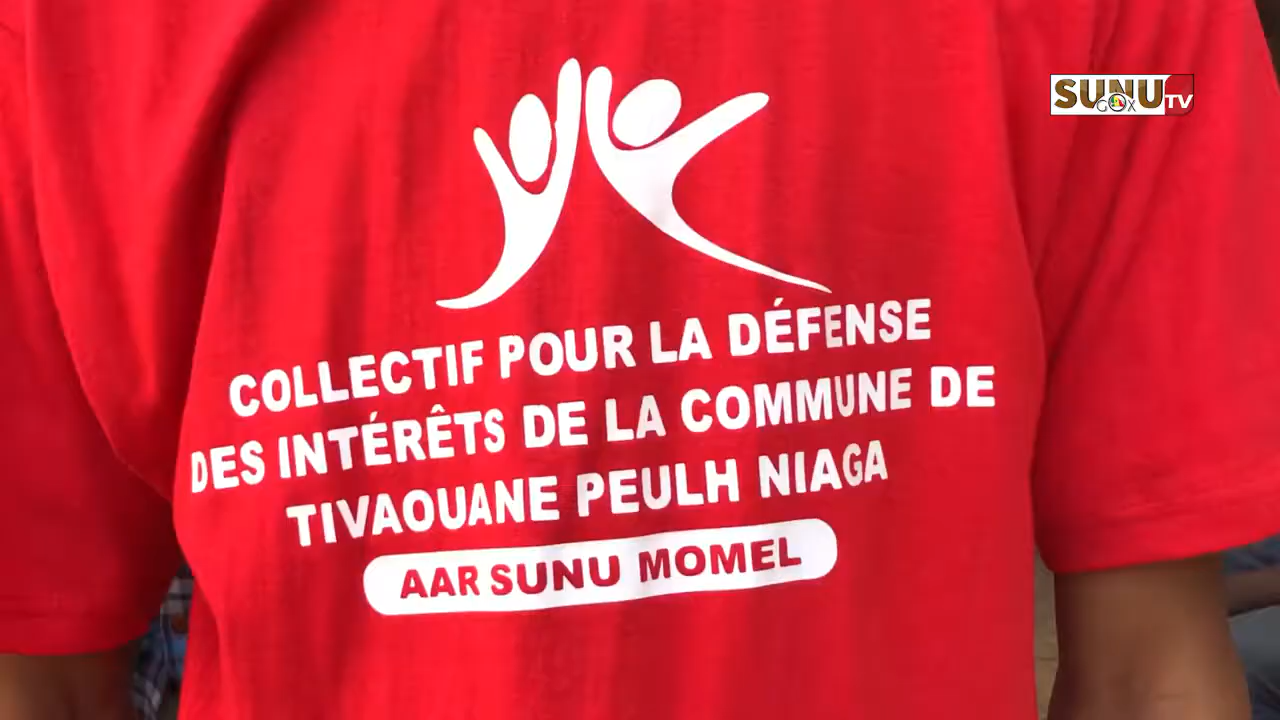 SUNU
GOX
TV
COLLECTIF POUR LA DÉFENSE
DES INTÉRÊTS DE LA COMMUNE DE
TIVAOUANE PEULH NIAGA
AAR SUNU MOMEL